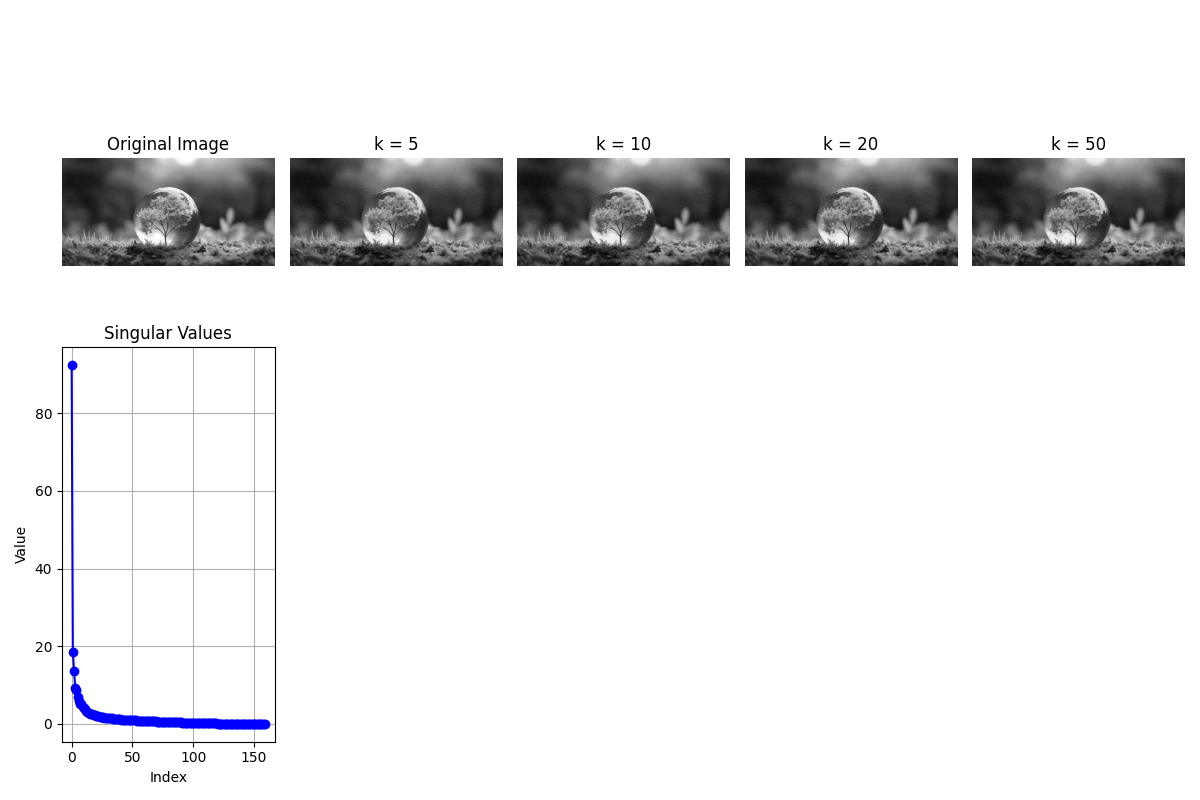 Original Image
k = 5
k = 10
k = 20
k = 50
Singular Values
Value
80
60
40
20
0
0 50 100 150
Index